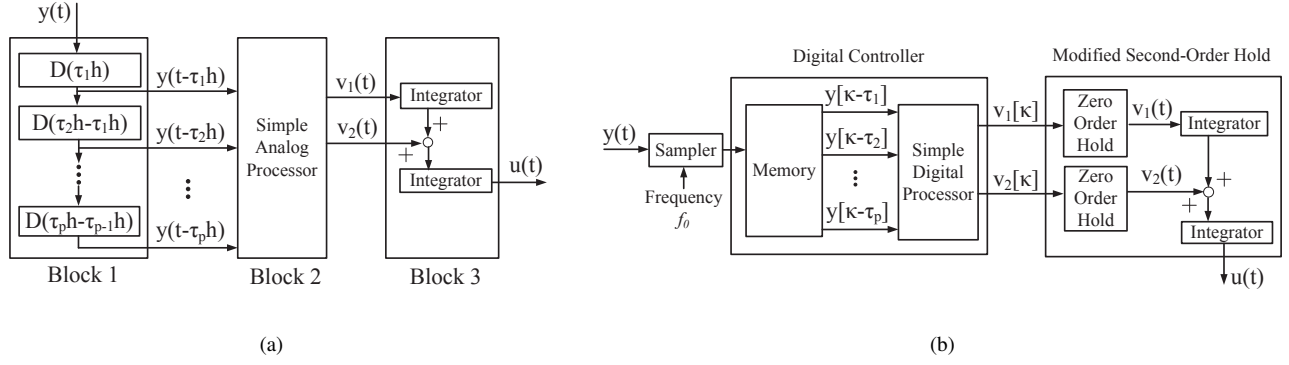 y(t)
D(τ₁h)
y(t-τ₁h)
D(τ₂h-τ₁h)
y(t-τ₂h)
D(τₚh-τₚ₋₁h)
y(t-τₚh)
Block 1
Simple
Analog
Processor
Block 2
v₁(t)
v₂(t)
Integrator
+
+
Integrator
u(t)
Block 3
(a)
Digital Controller
Modified Second-Order Hold
y(t)
Sampler
Frequency
f₀
Memory
y[κ-τ₁]
y[κ-τ₂]
y[κ-τₚ]
Simple
Digital
Processor
v₁[κ]
v₂[κ]
Zero
Order
Hold
v₁(t)
Integrator
Zero
Order
Hold
v₂(t)
+
+
Integrator
u(t)
(b)